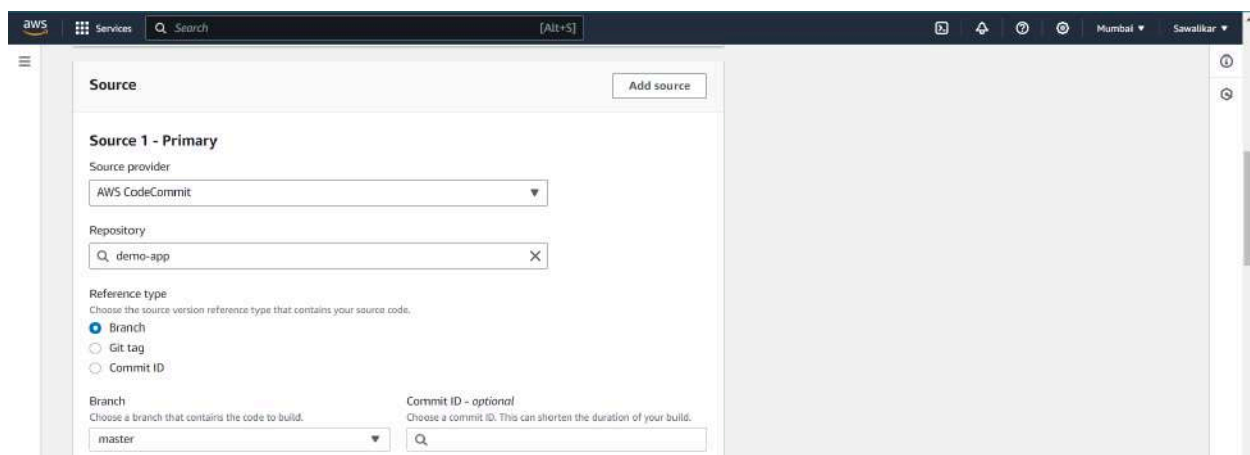 aws Services Search [Alt+S] Mumbai Sawalikar
Source Add source
Source 1 - Primary
Source provider
AWS CodeCommit
Repository
demo-app
Reference type
Choose the source version reference type that contains your source code.
Branch
Git tag
Commit ID
Branch Commit ID - optional
Choose a branch that contains the code to build. Choose a commit ID. This can shorten the duration of your build.
master